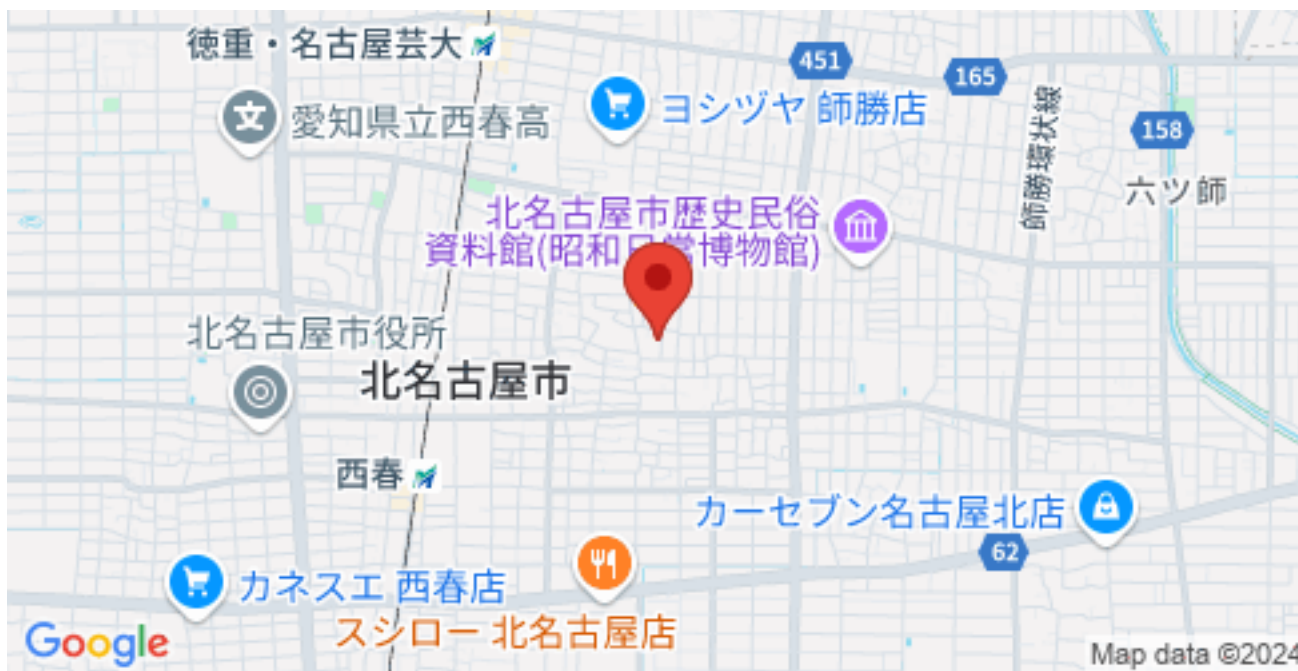 徳重・名古屋芸大
451
165
愛知県立西春高
ヨシヅヤ 師勝店
師勝環状線
158
六ツ師
北名古屋市歴史民俗
資料館(昭和日常博物館)
北名古屋市役所
北名古屋市
西春
カーセブン名古屋北店
62
カネスエ 西春店
スシロー 北名古屋店
Google
Map data ©2024